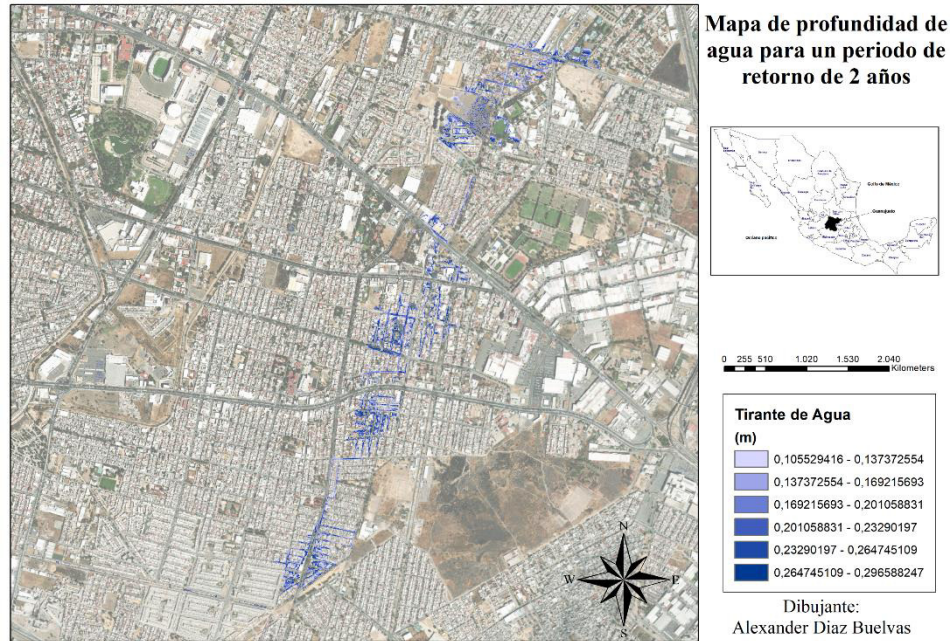 Mapa de profundidad de
agua para un periodo de
retorno de 2 años
Golfo de México
Guanajuato
Océano pacífico
0 255 510 1.020 1.530 2.040
Kilometers
Tirante de Agua
(m)
0,105529416 - 0,137372554
0,137372554 - 0,169215693
0,169215693 - 0,201058831
0,201058831 - 0,23290197
0,23290197 - 0,264745109
0,264745109 - 0,296588247
N
W
E
S
Dibujante:
Alexander Diaz Buelvas